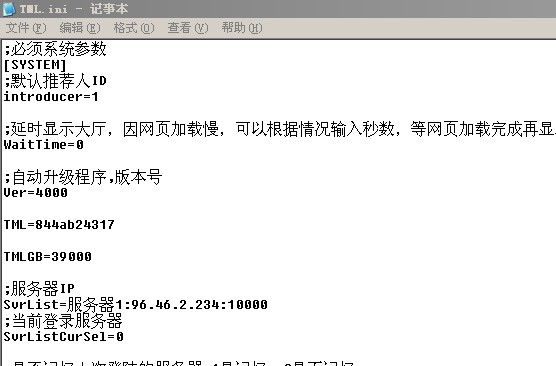 TML.ini - 记事本
文件(F) 编辑(E) 格式(O) 查看(V) 帮助(H)
;必须系统参数
[SYSTEM]
;默认推荐人ID
introducer=1
;延时显示大厅，因网页加载慢，可以根据情况输入秒数，等网页加载完成再显
WaitTime=0
;自动升级程序,版本号
Ver=4000
TML=844ab24317
TMLGB=39000
;服务器IP
SvrList=服务器1:96.46.2.234:10000
;当前登录服务器
SvrListCurSel=0